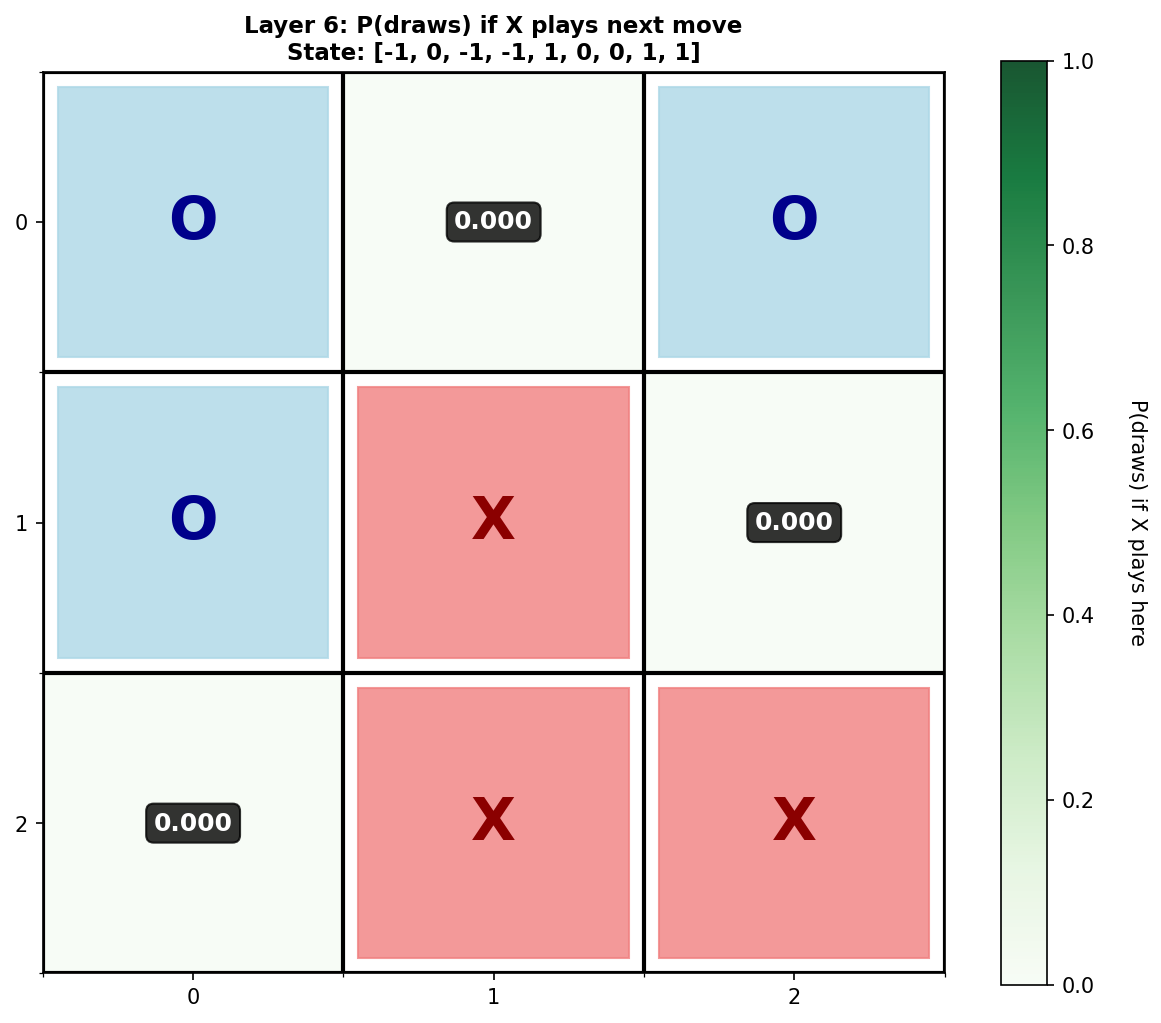 Layer 6: P(draws) if X plays next move
State: [-1, 0, -1, -1, 1, 0, 0, 1, 1]
O
0.000
O
0
O
X
0.000
1
0.000
X
X
2
0
1
2
1.0
0.8
0.6
0.4
0.2
0.0
P(draws) if X plays here